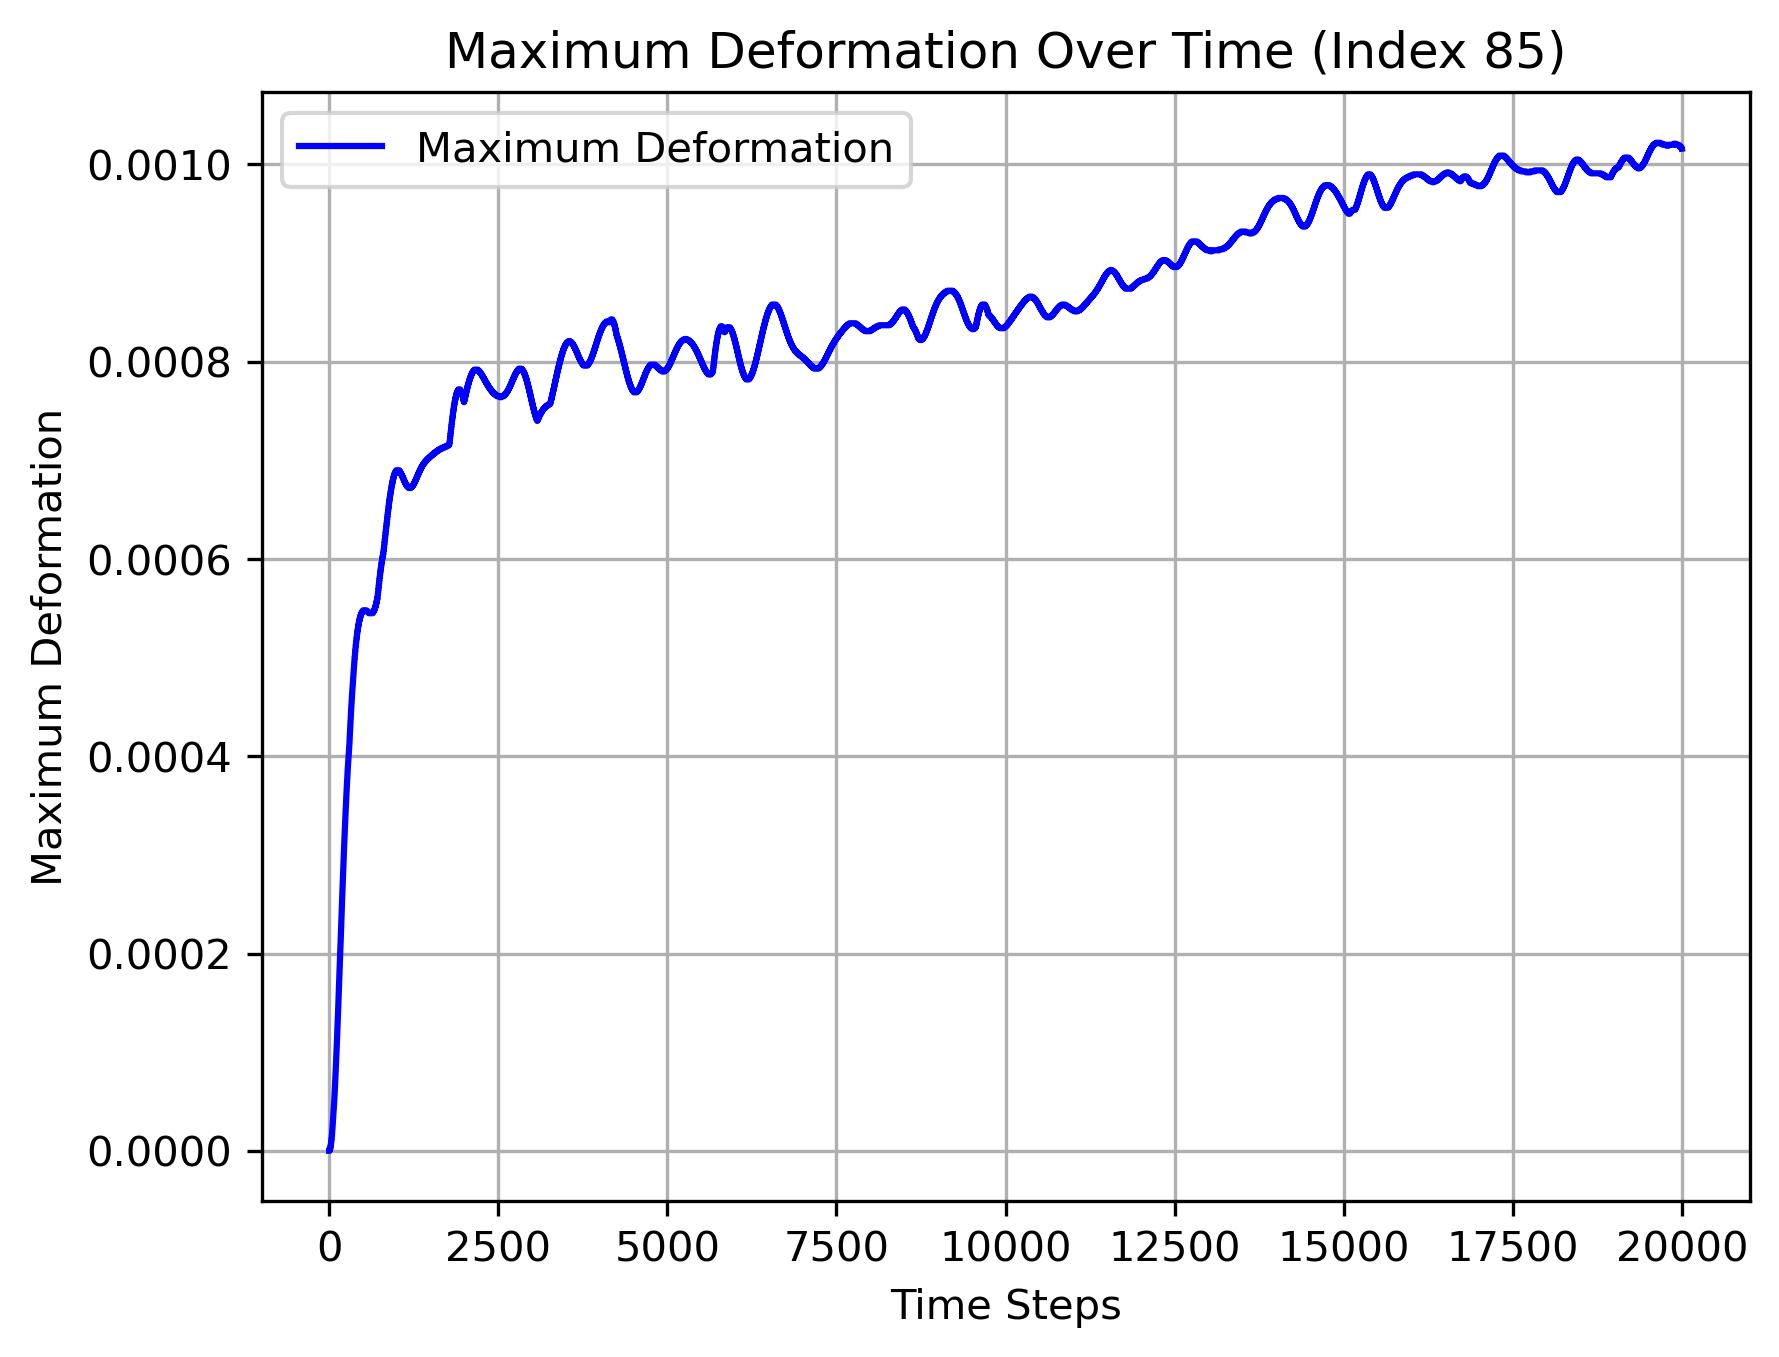 Maximum Deformation Over Time (Index 85)
Maximum Deformation
Maximum Deformation
0.0010
0.0008
0.0006
0.0004
0.0002
0.0000
0 2500 5000 7500 10000 12500 15000 17500 20000
Time Steps